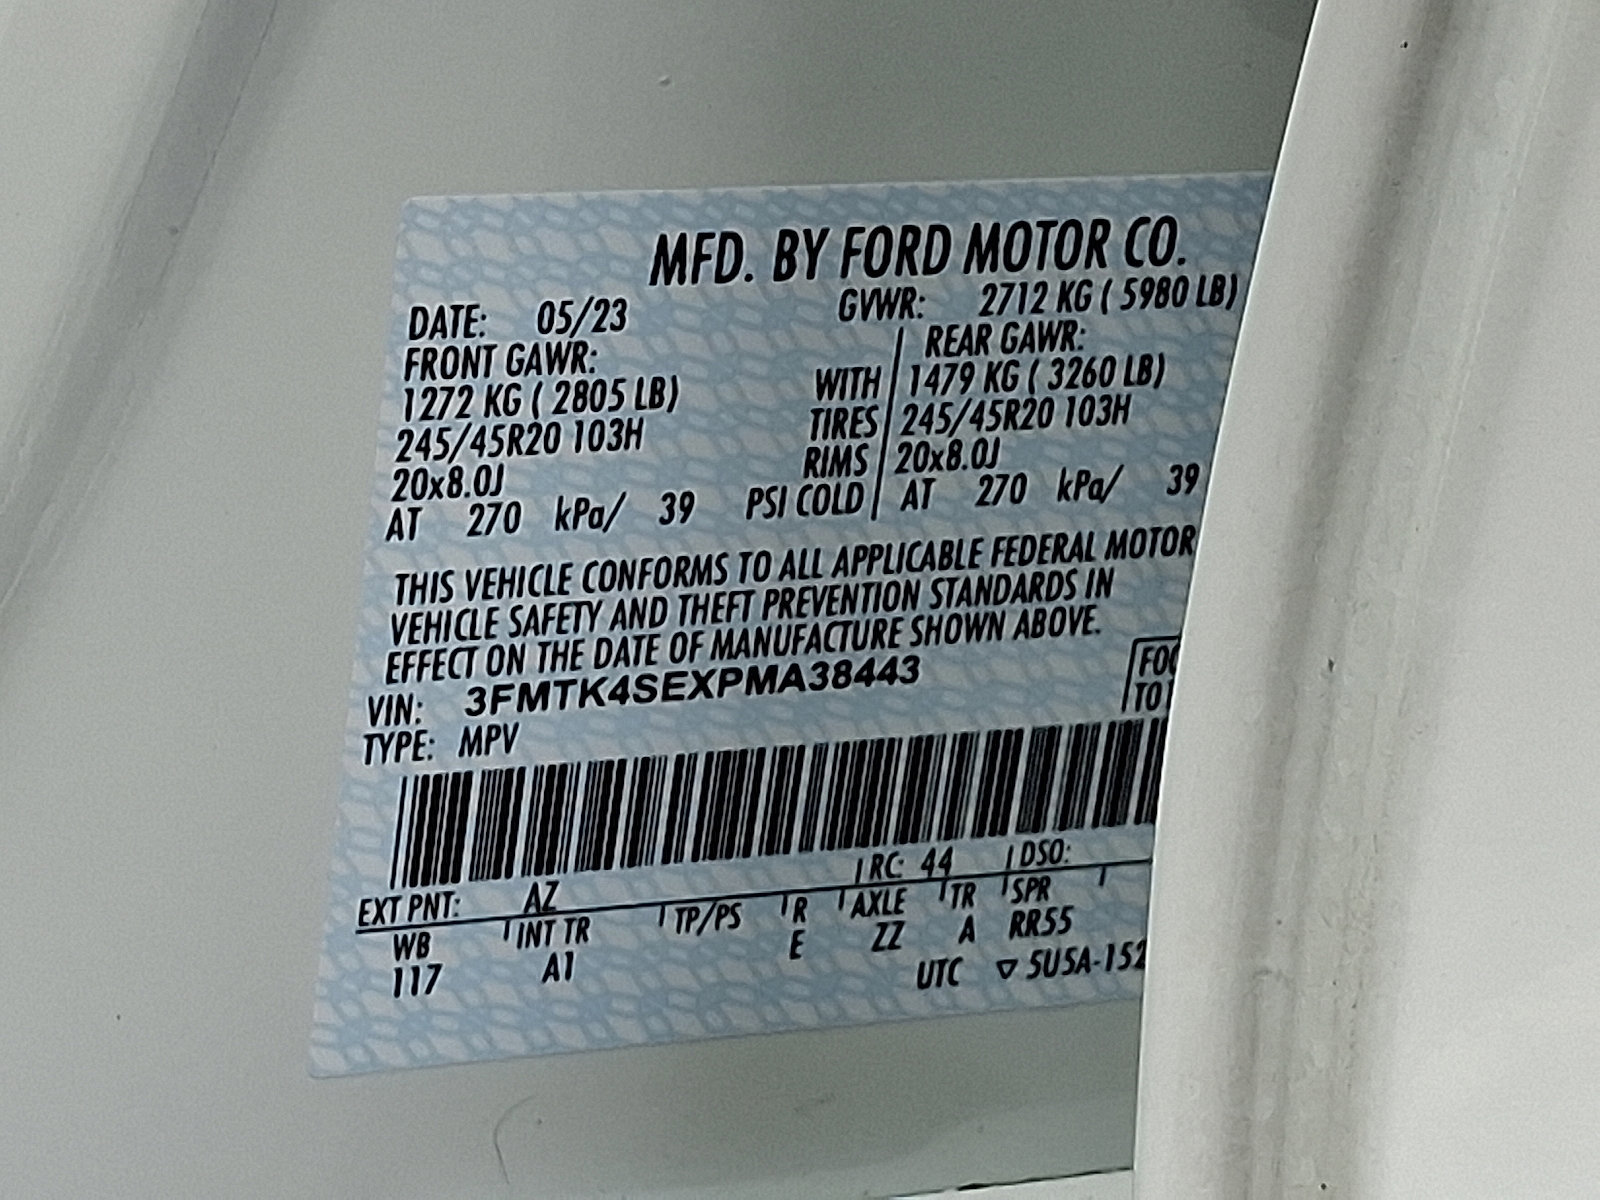 MFD. BY FORD MOTOR CO.
DATE: 05/23 GVWR: 2712 KG ( 5980 LB)
FRONT GAWR: REAR GAWR:
1272 KG ( 2805 LB) WITH 1479 KG ( 3260 LB)
245/45R20 103H TIRES 245/45R20 103H
20x8.0J RIMS 20x8.0J
AT 270 kPa/ 39 PSI COLD AT 270 kPa/ 39
THIS VEHICLE CONFORMS TO ALL APPLICABLE FEDERAL MOTOR
VEHICLE SAFETY AND THEFT PREVENTION STANDARDS IN
EFFECT ON THE DATE OF MANUFACTURE SHOWN ABOVE.
VIN: 3FMTK4SEXPMA38443
TYPE: MPV
TO
EXT PNT: AZ RC: 44 DSO:
WB INT TR TP/PS R AXLE TR SPR
117 A1 E ZZ A RR55
UTC ▽ 5U5A-152